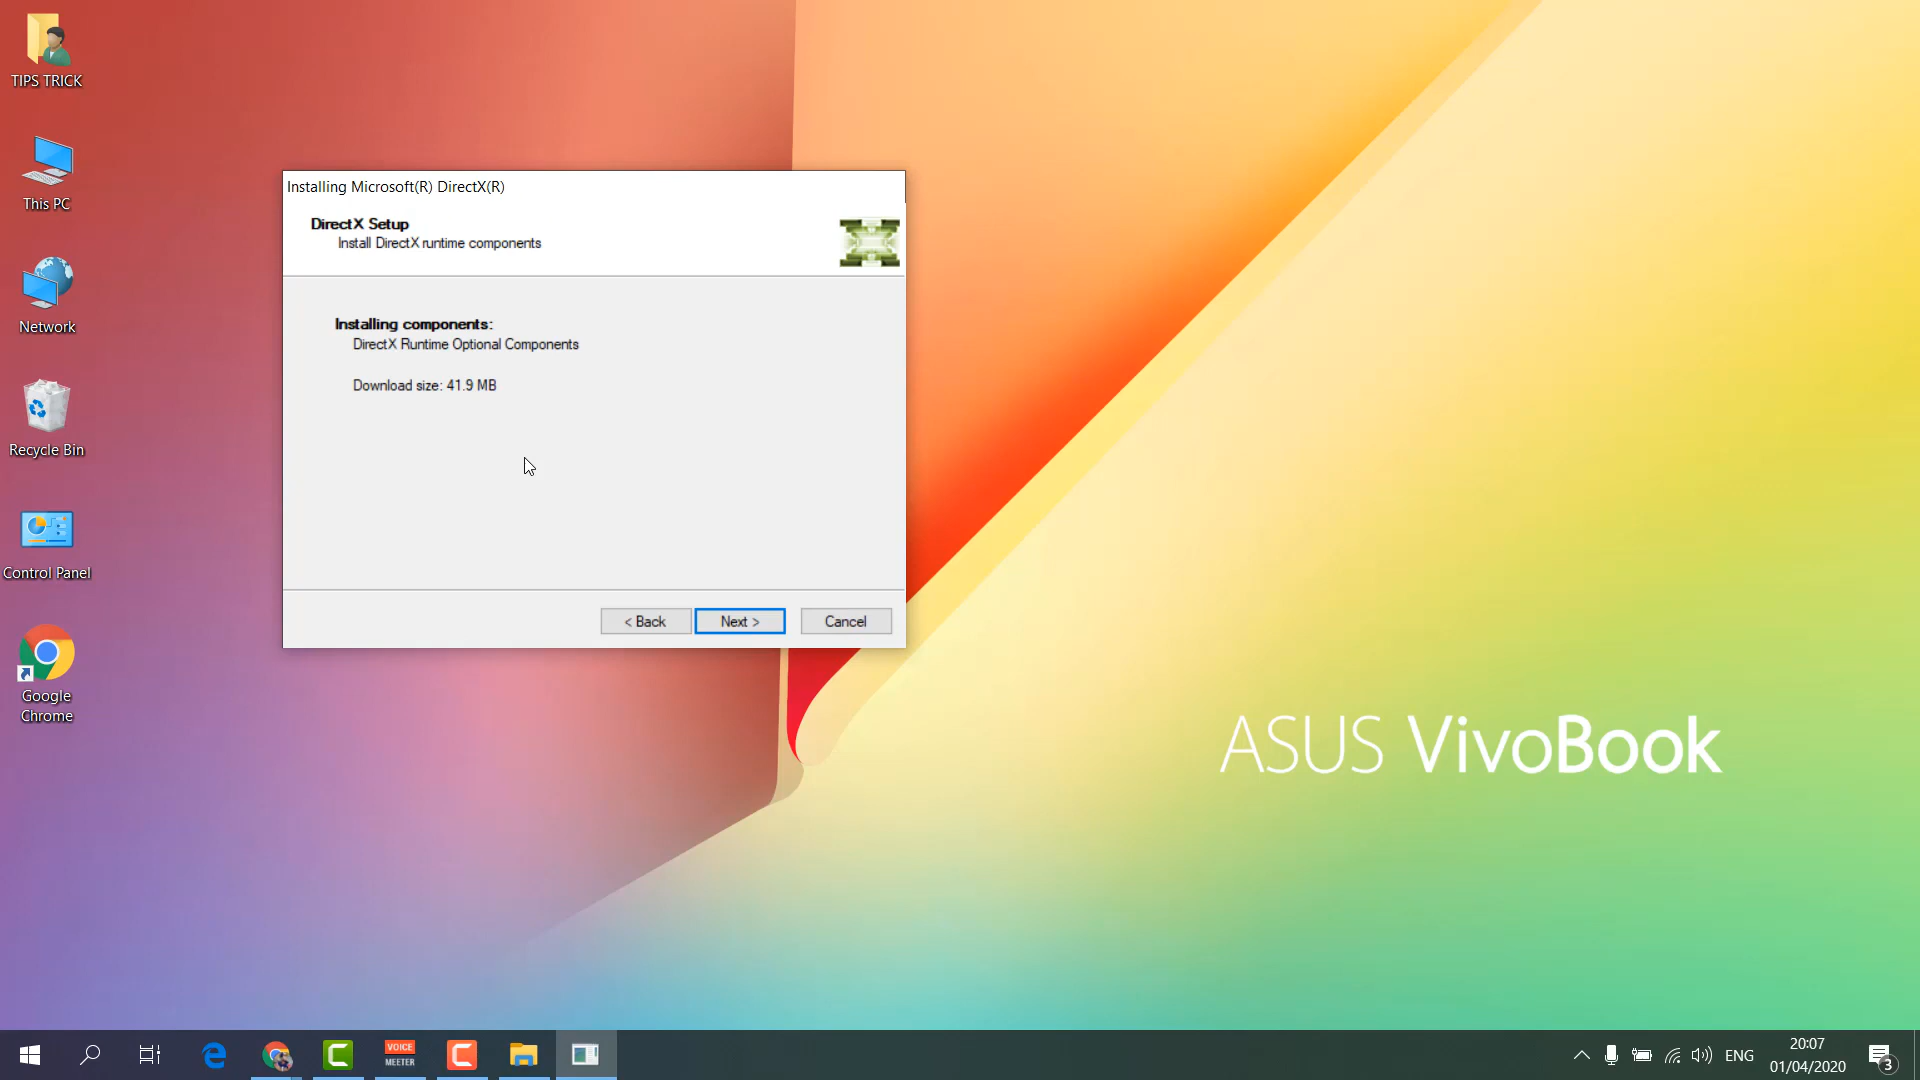 TIPS TRICK
This PC
Network
Recycle Bin
Control Panel
Google
Chrome
Installing Microsoft(R) DirectX(R)
DirectX Setup
Install DirectX runtime components
Installing components:
DirectX Runtime Optional Components
Download size: 41.9 MB
< Back
Next >
Cancel
ASUS VivoBook
VOICE
MEETER
ENG
20:07
01/04/2020
3